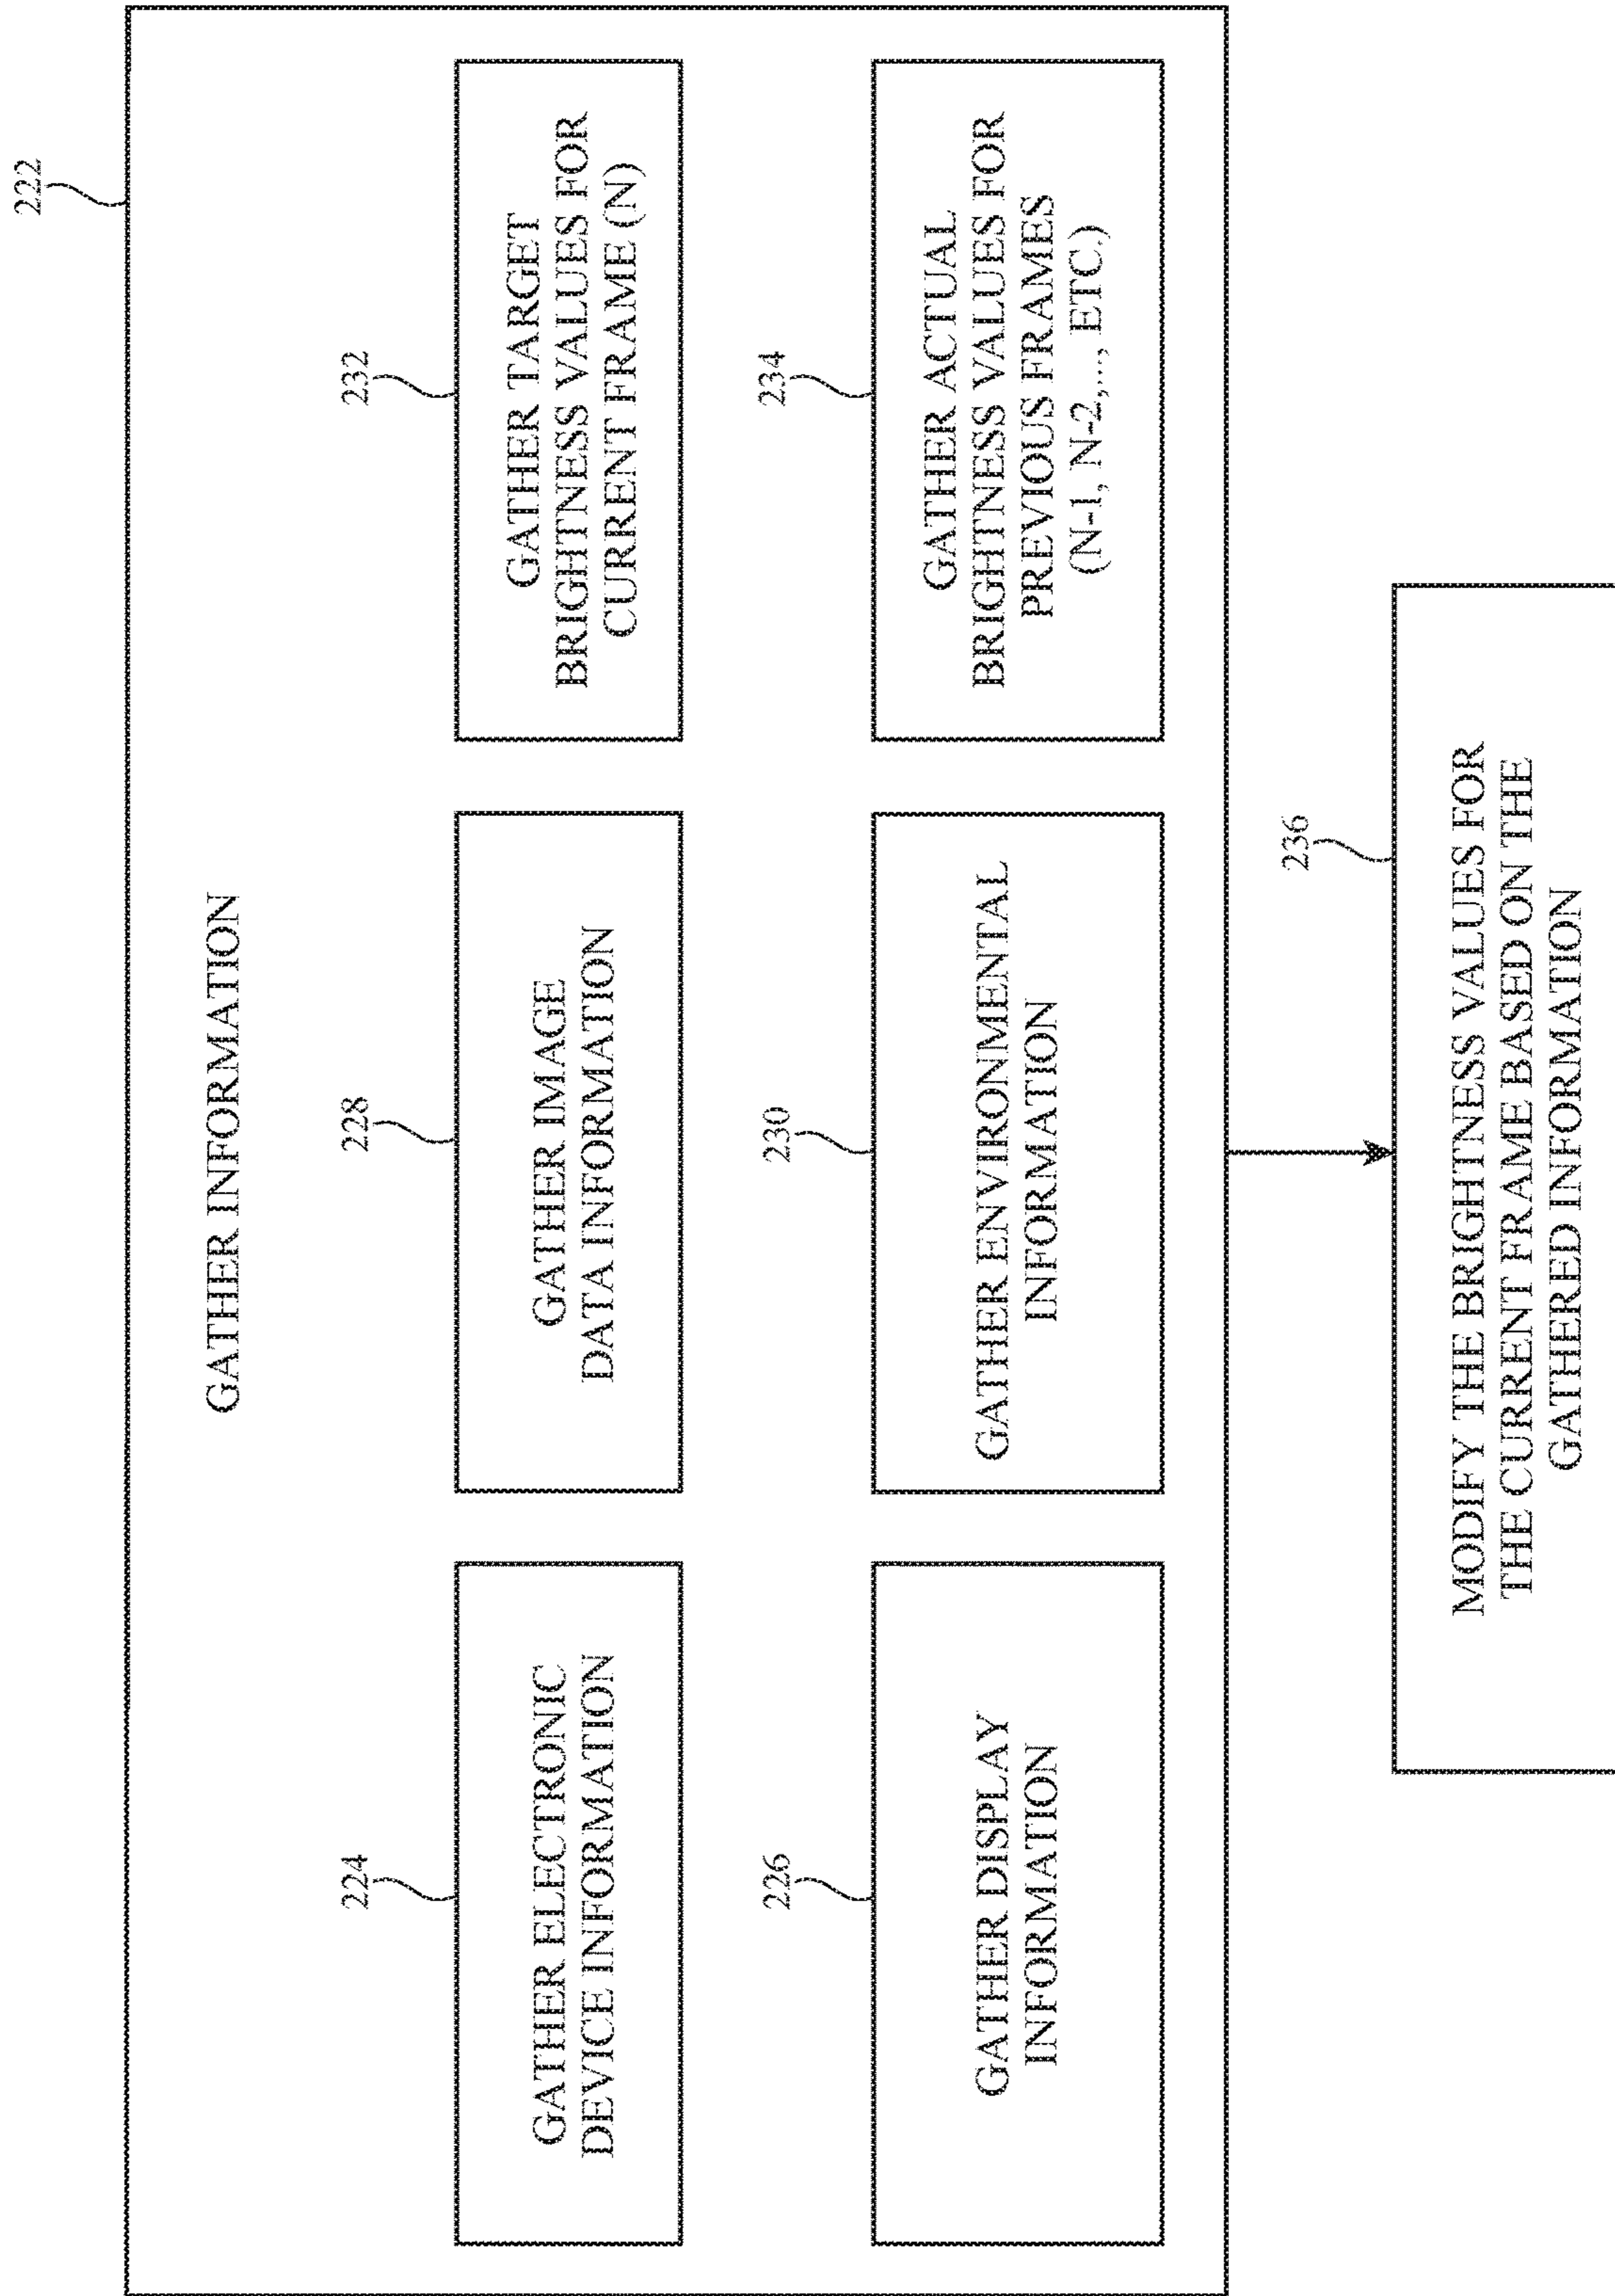 222
GATHER INFORMATION
224
GATHER ELECTRONIC
DEVICE INFORMATION
228
GATHER IMAGE
DATA INFORMATION
232
GATHER TARGET
BRIGHTNESS VALUES FOR
CURRENT FRAME (N)
226
GATHER DISPLAY
INFORMATION
230
GATHER ENVIRONMENTAL
INFORMATION
234
GATHER ACTUAL
BRIGHTNESS VALUES FOR
PREVIOUS FRAMES
(N-1, N-2,..., ETC.)
236
MODIFY THE BRIGHTNESS VALUES FOR
THE CURRENT FRAME BASED ON THE
GATHERED INFORMATION